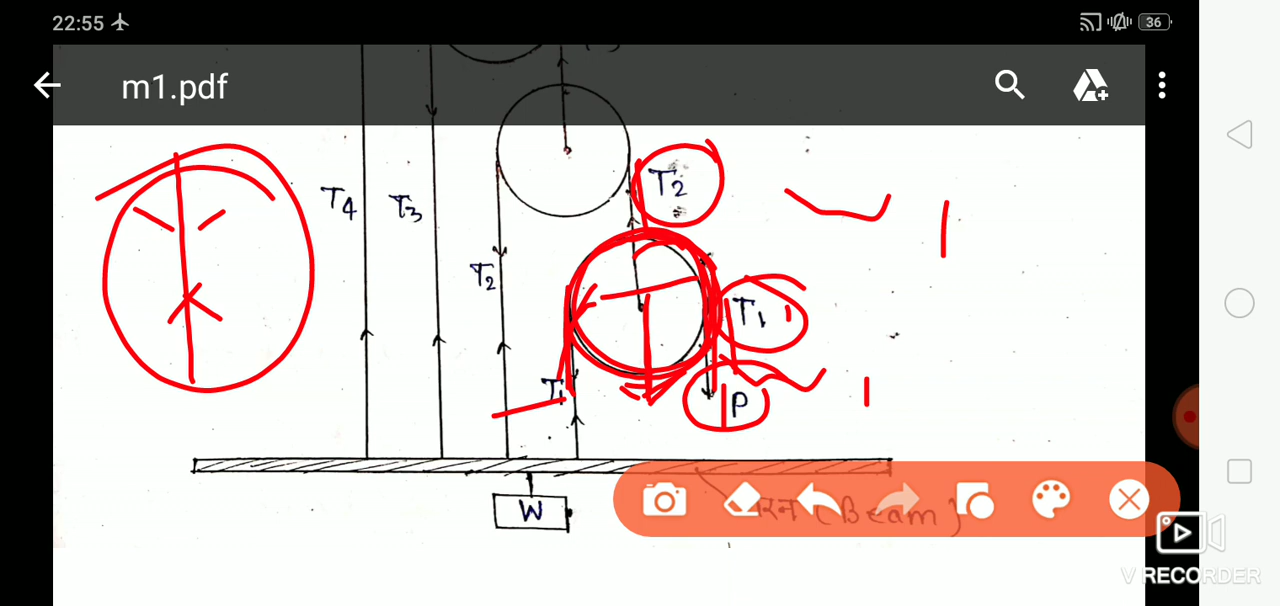 22:55
36
m1.pdf
T2
T4
T3
T2
T1
T1
P
W
(Beam)
V RECORDER